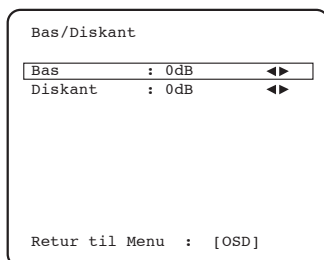 Bas/Diskant
Bas : 0dB ◀▶
Diskant : 0dB ◀▶
Retur til Menu : [OSD]